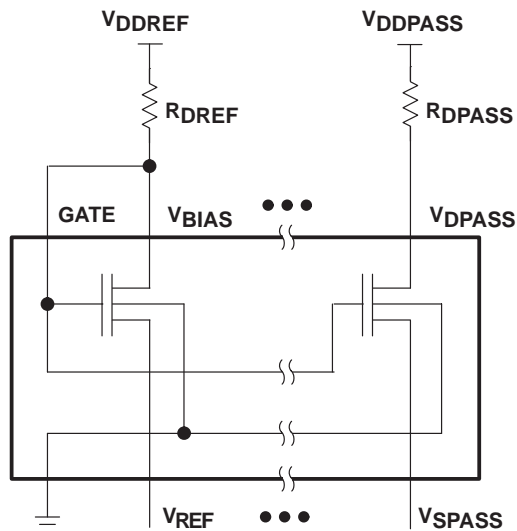 VDDREF VDDPASS
RDREF RDPASS
GATE VBIAS ••• VDPASS
VREF ••• VSPASS